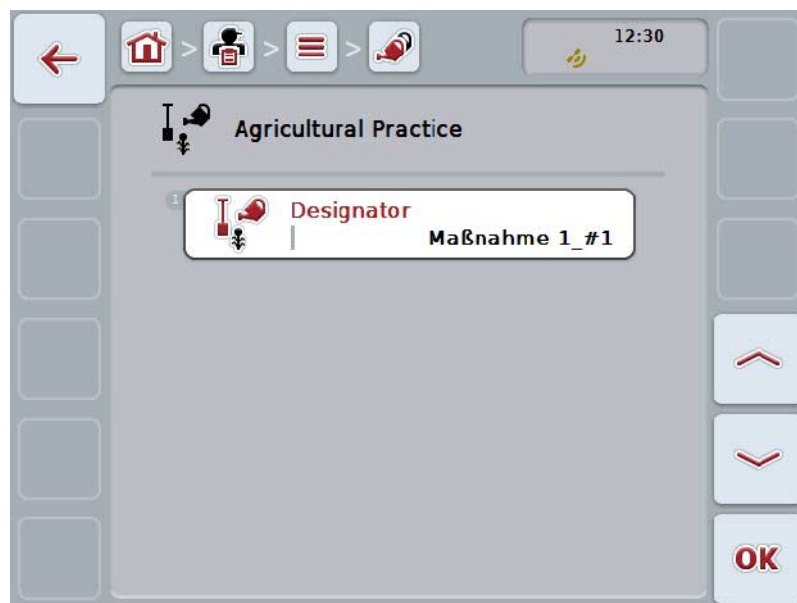 > > >
12:30
Agricultural Practice
1
Designator
Maßnahme 1_#1
OK